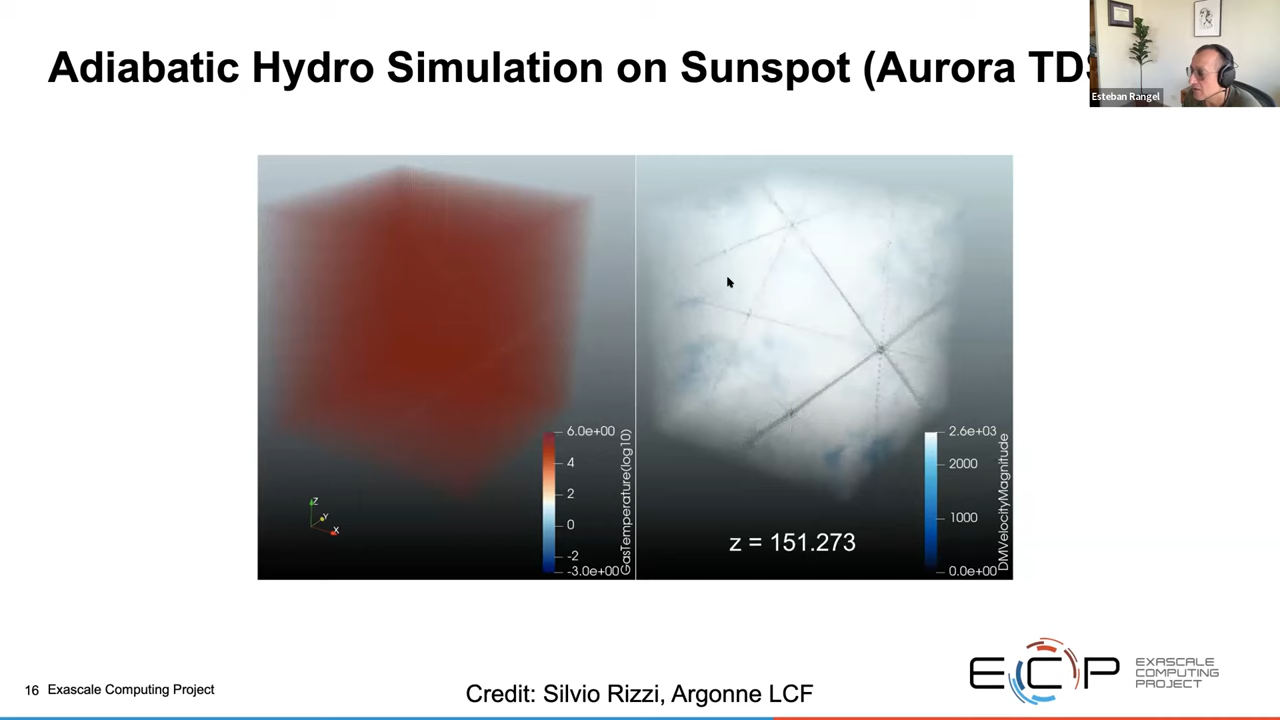 Adiabatic Hydro Simulation on Sunspot (Aurora TDS
Esteban Rangel
6.0e+00
4
2
0
-2
-3.0e+00
GasTemperature(log10)
Z
Y
X
2.6e+03
2000
1000
0.0e+00
DMVelocityMagnitude
z = 151.273
16 Exascale Computing Project
Credit: Silvio Rizzi, Argonne LCF
ECP
EXASCALE
COMPUTING
PROJECT